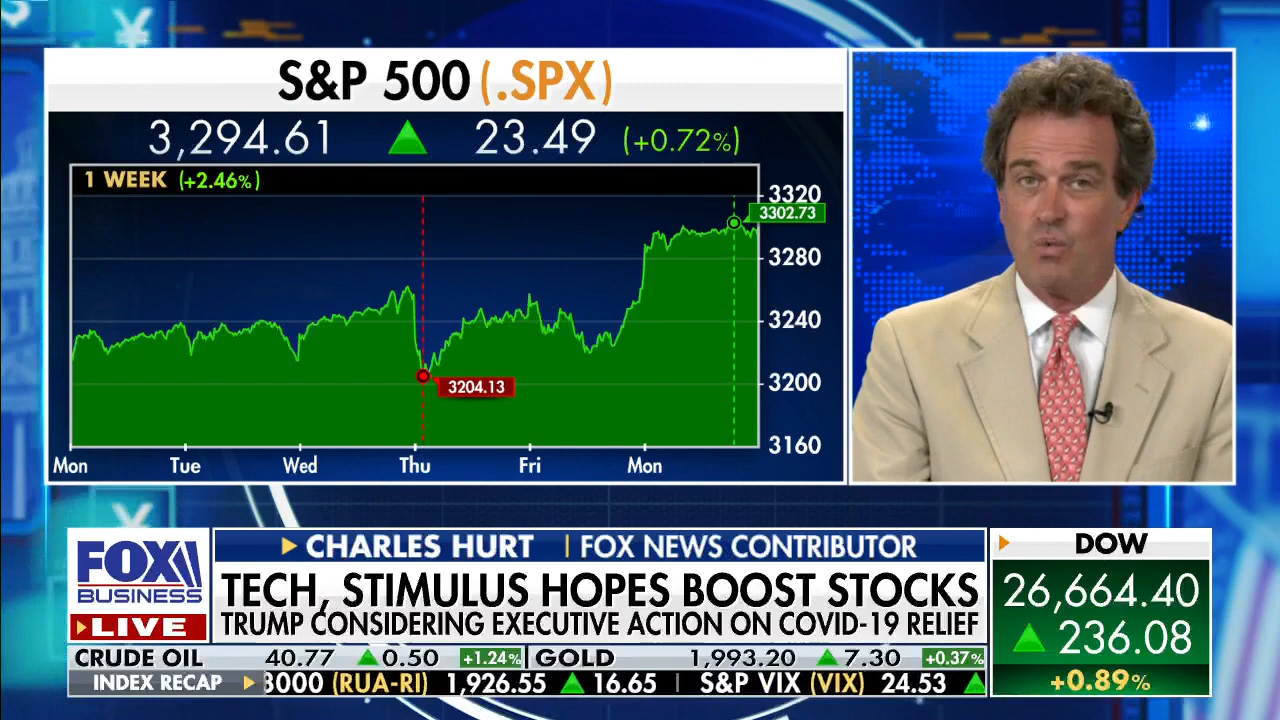 S&P 500 (.SPX)
3,294.61 ▲ 23.49 (+0.72%)
1 WEEK (+2.46%)
3320
3302.73
3280
3240
3204.13
3200
3160
Mon Tue Wed Thu Fri Mon
FOX BUSINESS
LIVE
CHARLES HURT | FOX NEWS CONTRIBUTOR
TECH, STIMULUS HOPES BOOST STOCKS
TRUMP CONSIDERING EXECUTIVE ACTION ON COVID-19 RELIEF
DOW
26,664.40
▲ 236.08
+0.89%
CRUDE OIL 40.77 ▲ 0.50 +1.24% GOLD 1,993.20 ▲ 7.30 +0.37%
INDEX RECAP 3000 (RUA-RI) 1,926.55 ▲ 16.65 | S&P VIX (VIX) 24.53 ▲